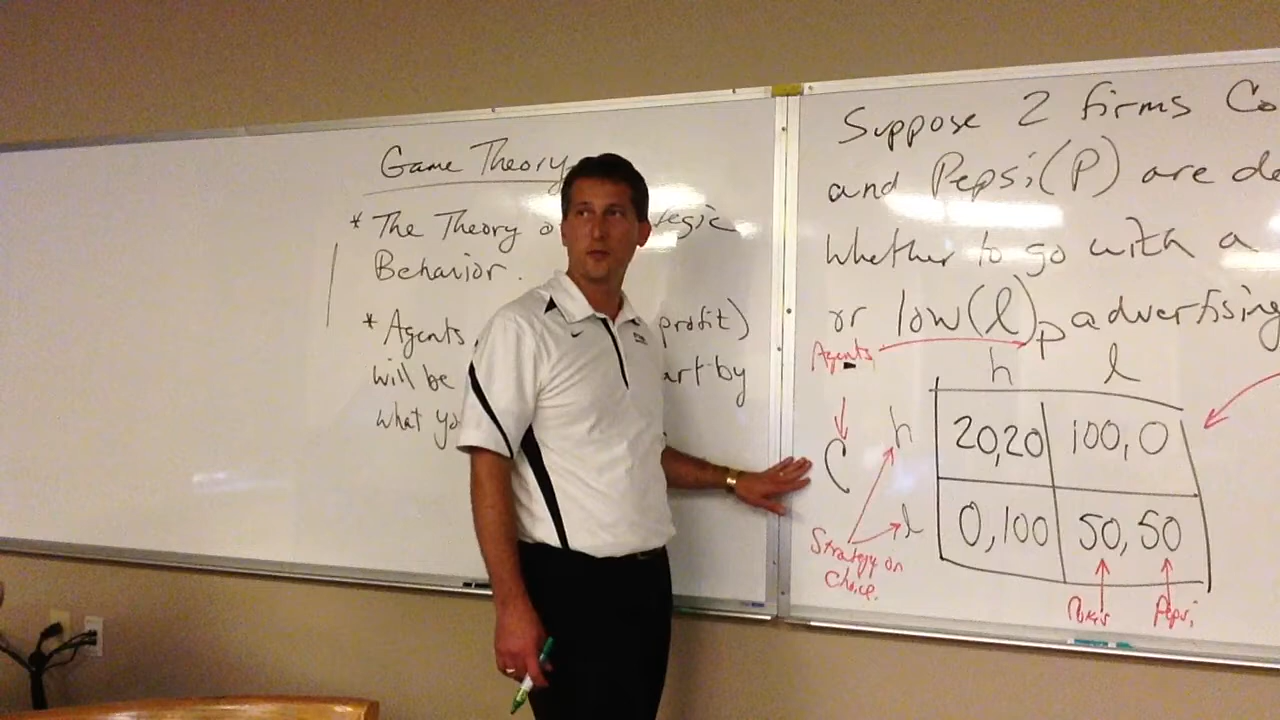 Game Theory
* The Theory o tegic
Behavior.
* Agents profit)
will be art by
what yo
Suppose 2 firms Co
and Pepsi(P) are de
whether to go with a
or low(l) advertising
Agents
P
h l
C
h 20,20 100,0
l 0,100 50,50
Strategy or
choice.
Pepsi